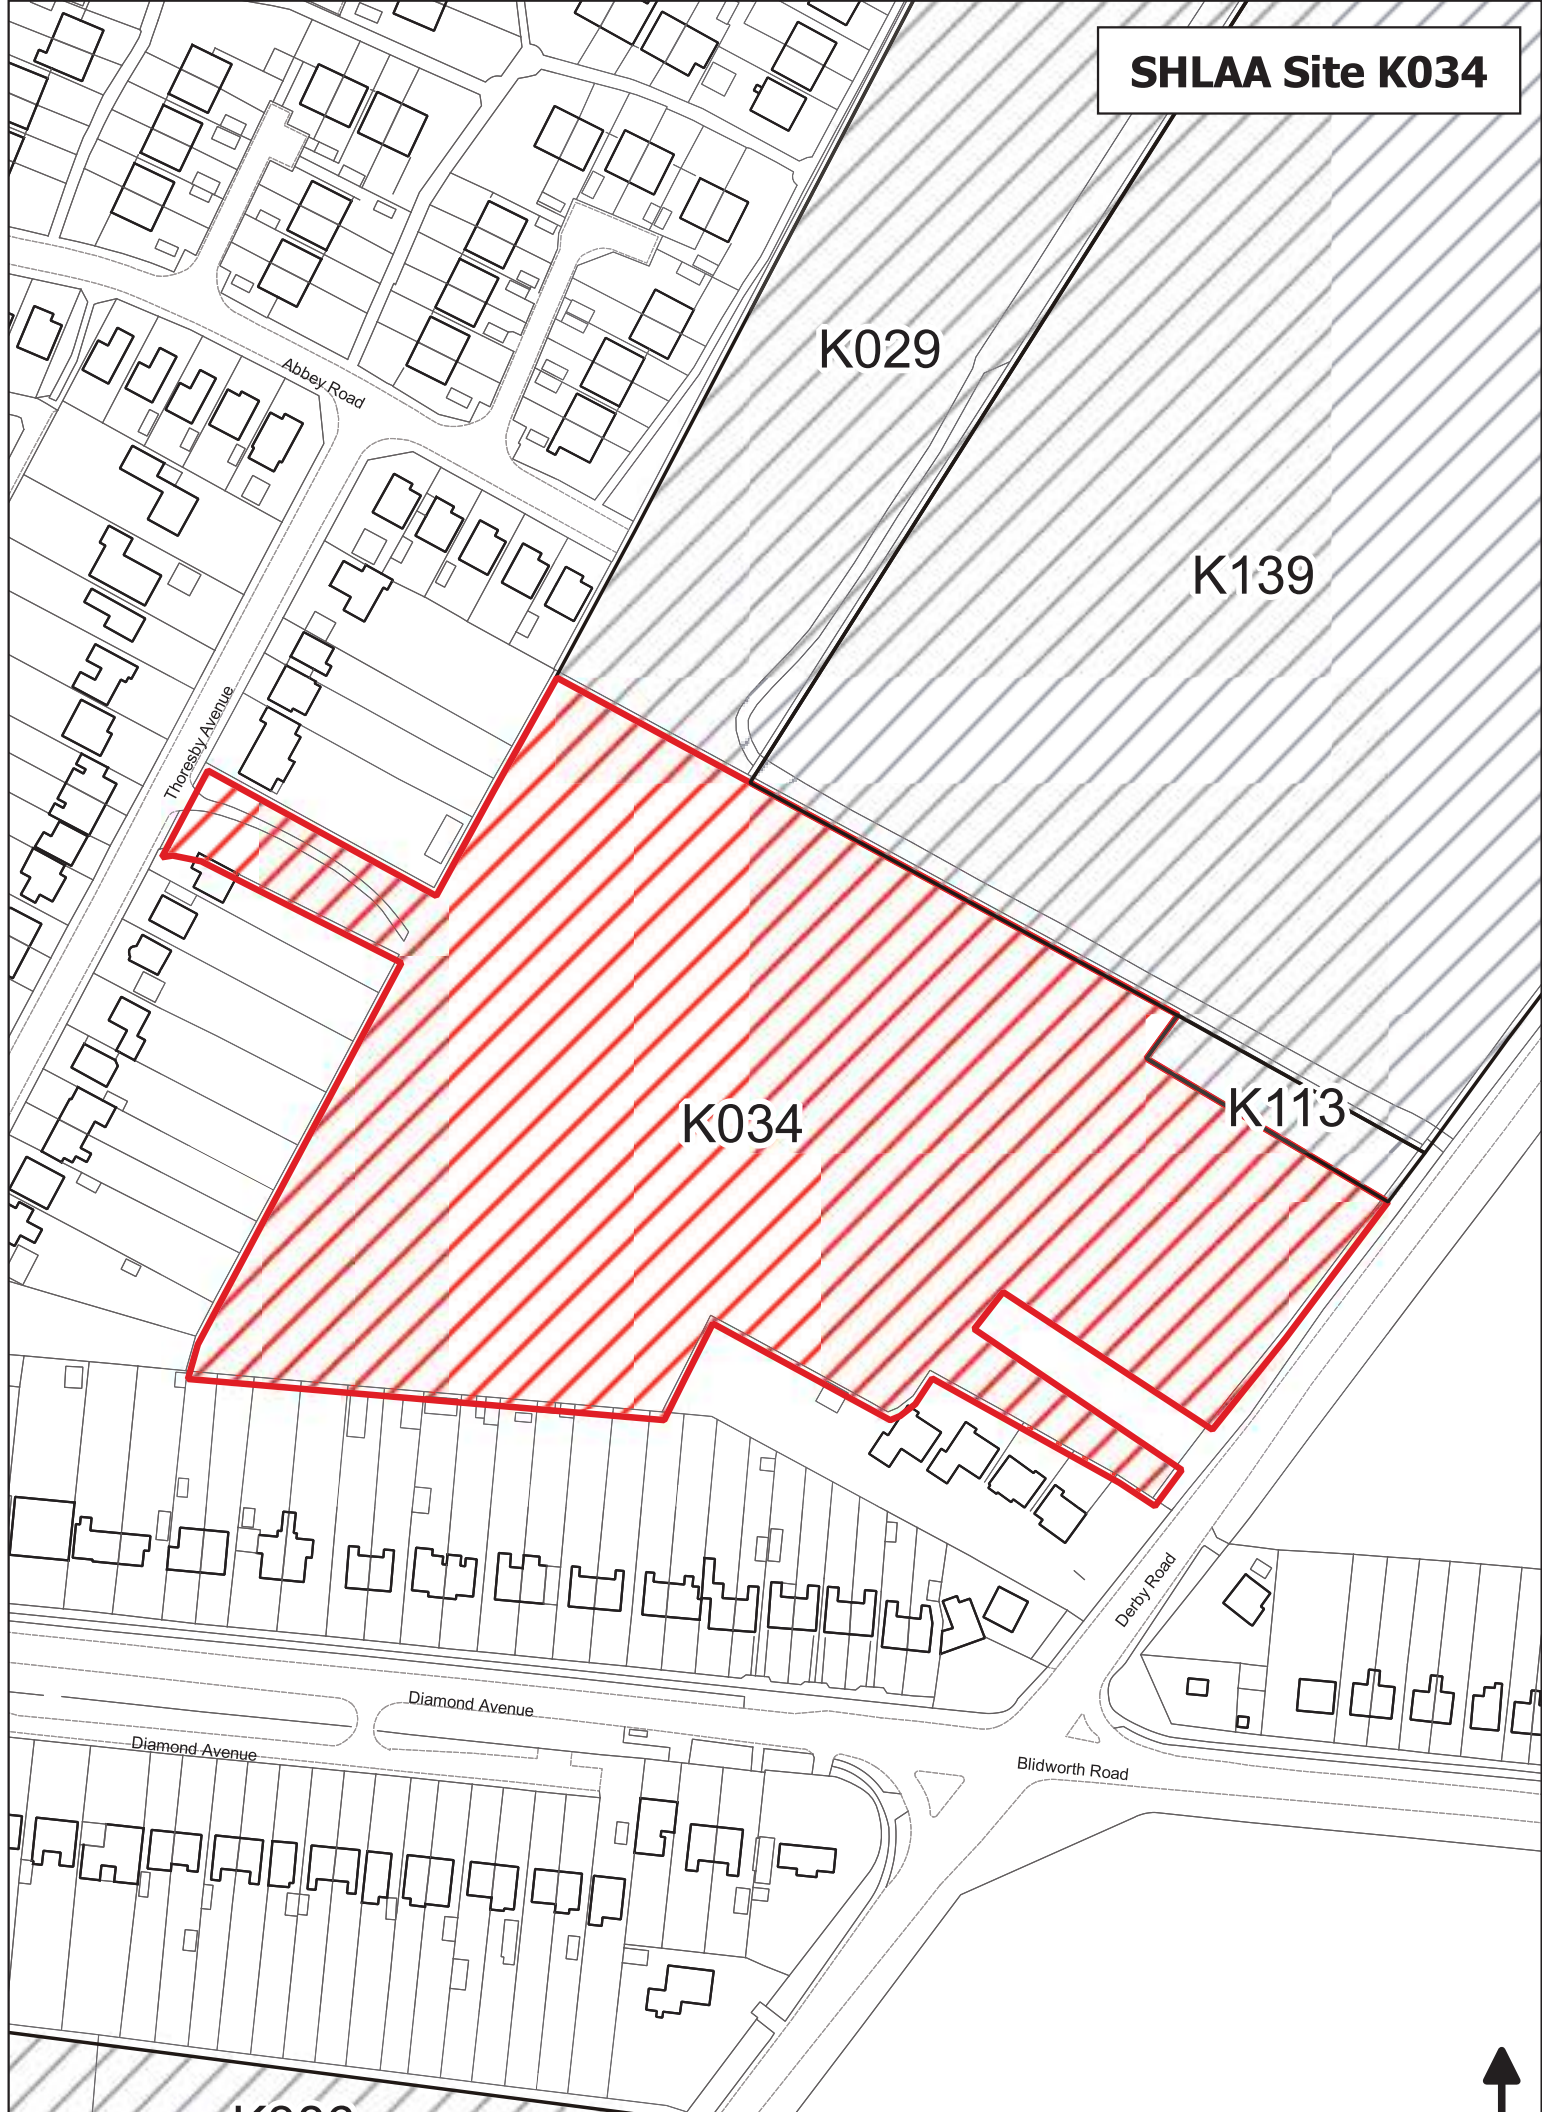 SHLAA Site K034
K029
Abbey Road
K139
Thoresby Avenue
K113
K034
Derby Road
Diamond Avenue
Diamond Avenue
Blidworth Road